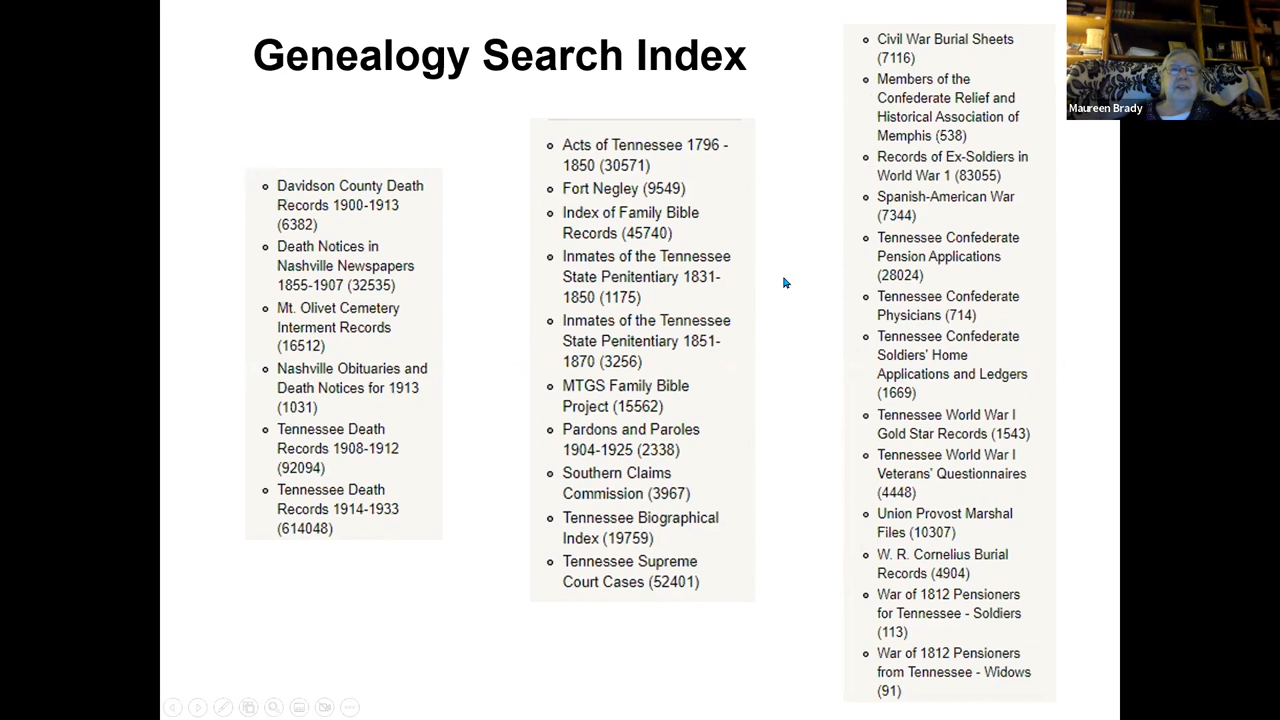 Genealogy Search Index
Davidson County Death
Records 1900-1913
(6382)
Death Notices in
Nashville Newspapers
1855-1907 (32535)
Mt. Olivet Cemetery
Interment Records
(16512)
Nashville Obituaries and
Death Notices for 1913
(1031)
Tennessee Death
Records 1908-1912
(92094)
Tennessee Death
Records 1914-1933
(614048)
Acts of Tennessee 1796 -
1850 (30571)
Fort Negley (9549)
Index of Family Bible
Records (45740)
Inmates of the Tennessee
State Penitentiary 1831-
1850 (1175)
Inmates of the Tennessee
State Penitentiary 1851-
1870 (3256)
MTGS Family Bible
Project (15562)
Pardons and Paroles
1904-1925 (2338)
Southern Claims
Commission (3967)
Tennessee Biographical
Index (19759)
Tennessee Supreme
Court Cases (52401)
Civil War Burial Sheets
(7116)
Members of the
Confederate Relief and
Historical Association of
Memphis (538)
Records of Ex-Soldiers in
World War 1 (83055)
Spanish-American War
(7344)
Tennessee Confederate
Pension Applications
(28024)
Tennessee Confederate
Physicians (714)
Tennessee Confederate
Soldiers' Home
Applications and Ledgers
(1669)
Tennessee World War I
Gold Star Records (1543)
Tennessee World War I
Veterans' Questionnaires
(4448)
Union Provost Marshal
Files (10307)
W. R. Cornelius Burial
Records (4904)
War of 1812 Pensioners
for Tennessee - Soldiers
(113)
War of 1812 Pensioners
from Tennessee - Widows
(91)
Maureen Brady